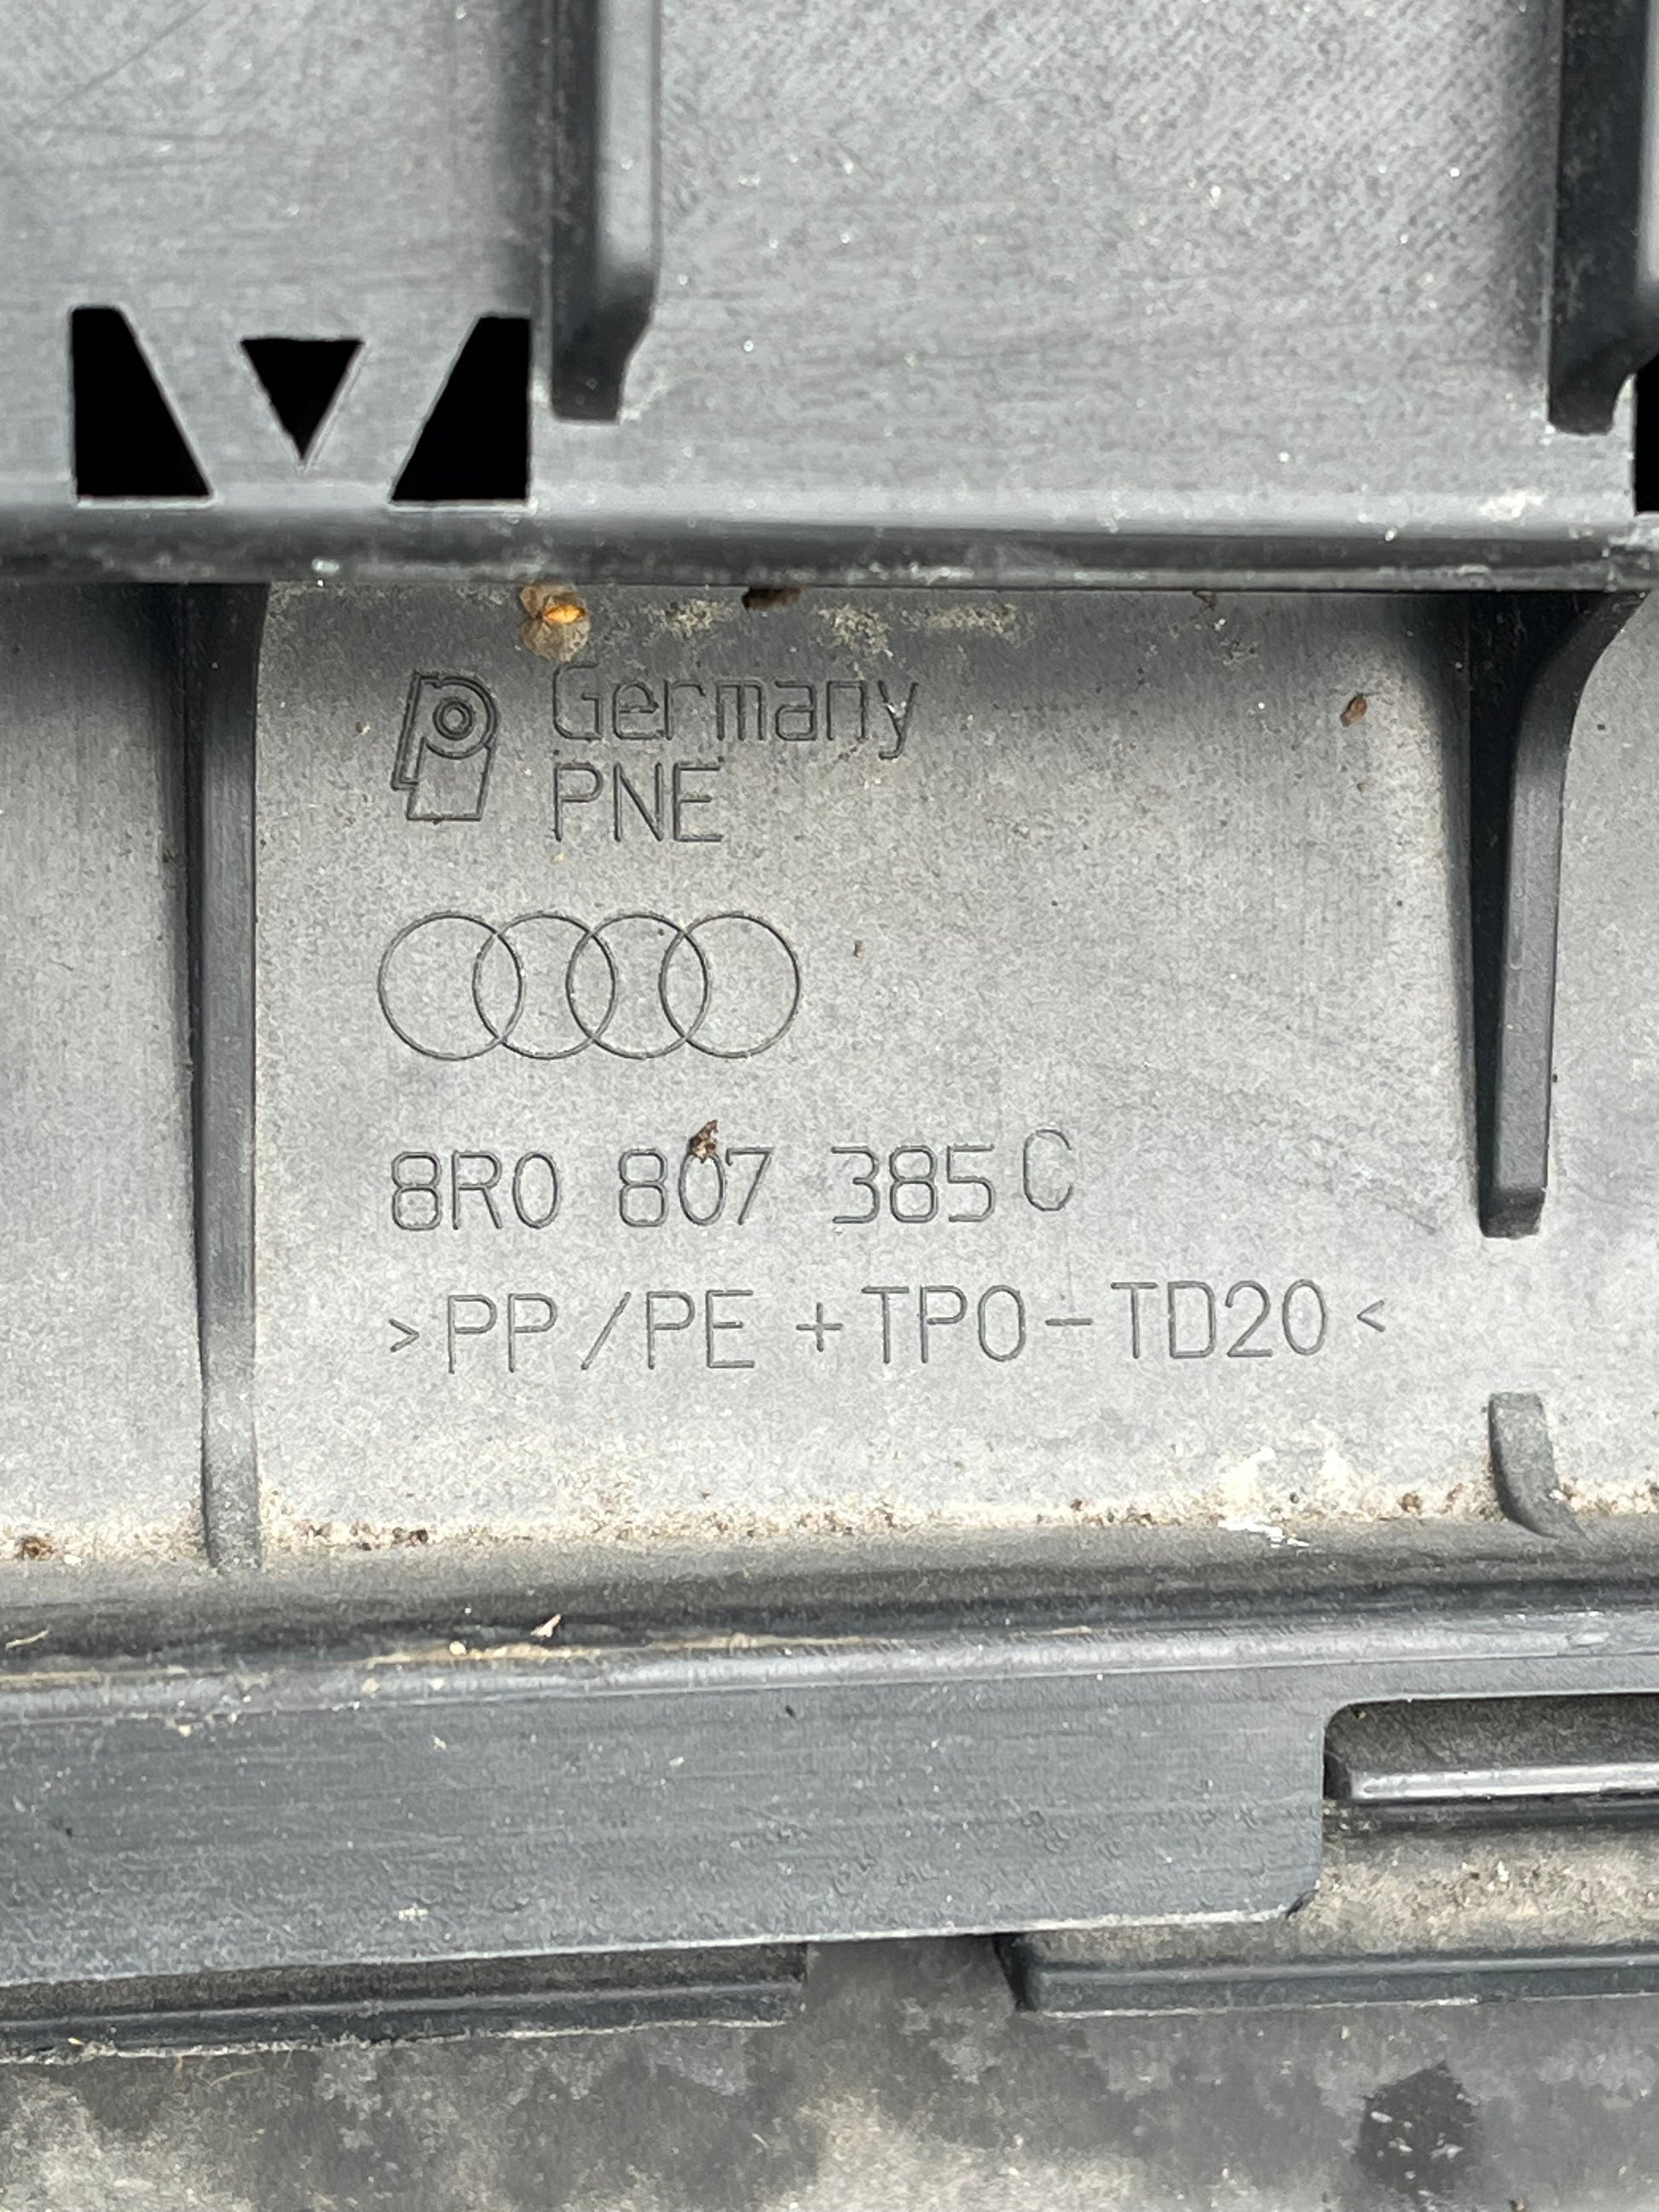 Germany
PNE
8R0 807 385 C
>PP/PE+TPO-TD20<